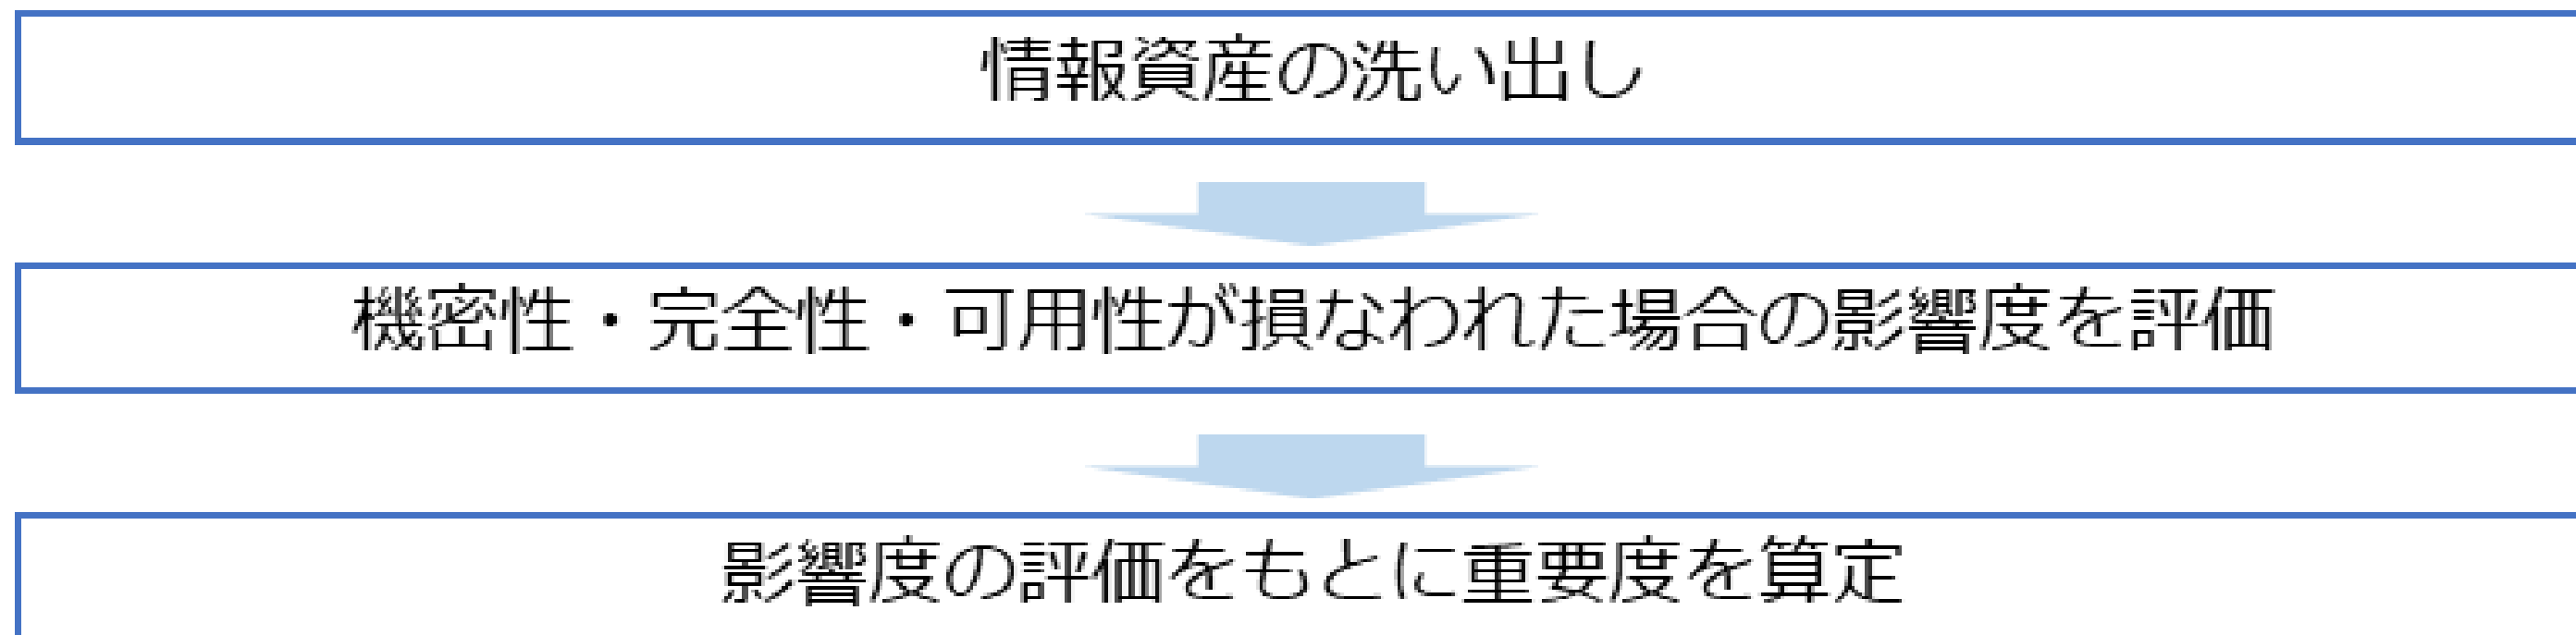 情報資産の洗い出し
機密性・完全性・可用性が損なわれた場合の影響度を評価
影響度の評価をもとに重要度を算定